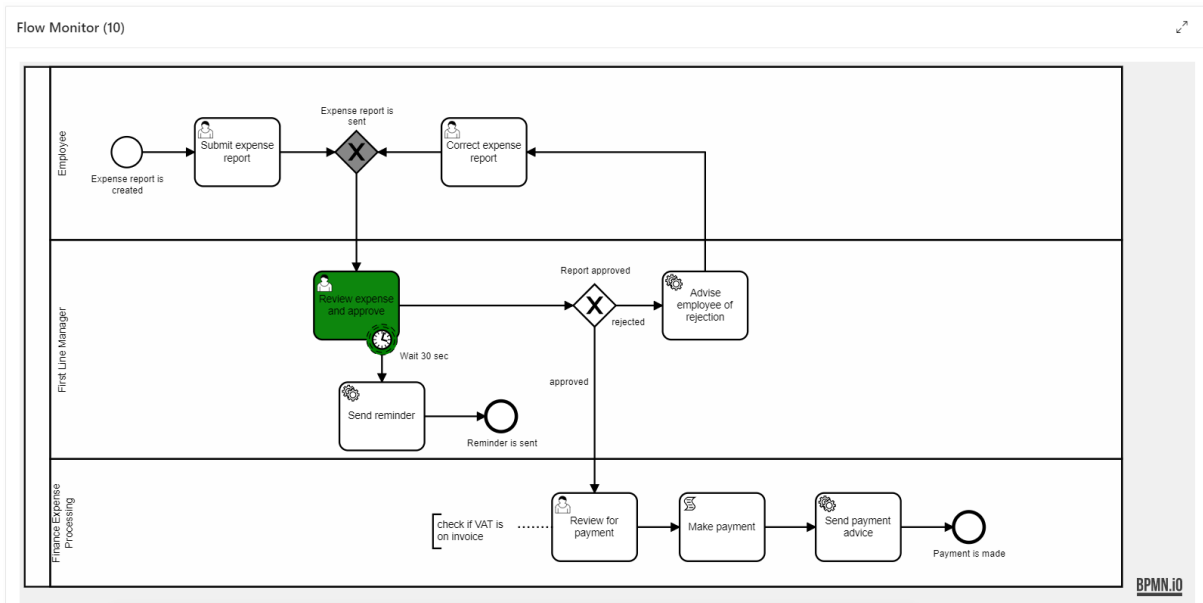 Flow Monitor (10)
Employee
Expense report is
created
Submit expense
report
Expense report is
sent
X
Correct expense
report
First Line Manager
Review expense
and approve
Wait 30 sec
Send reminder
Reminder is sent
Report approved
X
rejected
approved
Advise
employee of
rejection
Finance Expense
Processing
check if VAT is
on invoice
Review for
payment
Make payment
Send payment
advice
Payment is made
BPMN.iO